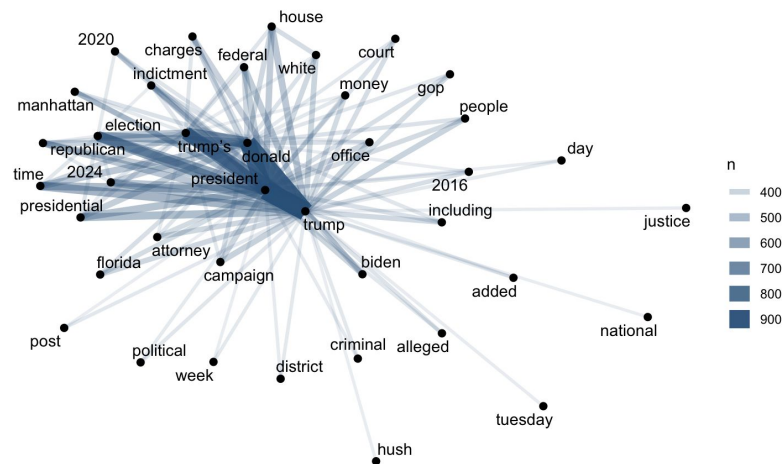 house
2020
charges
federal
white
court
indictment
money
gop
manhattan
people
election
republican
trump's
donald
office
day
time
2024
president
2016
presidential
including
justice
trump
attorney
florida
campaign
biden
added
national
post
political
week
district
criminal
alleged
tuesday
hush
n
400
500
600
700
800
900